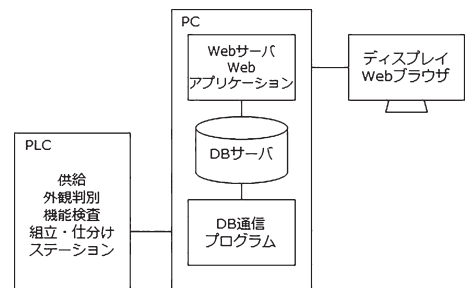 PC
Webサーバ
Web
アプリケーション
ディスプレイ
Webブラウザ
DBサーバ
PLC
供給
外観判別
機能検査
組立・仕分け
ステーション
DB通信
プログラム